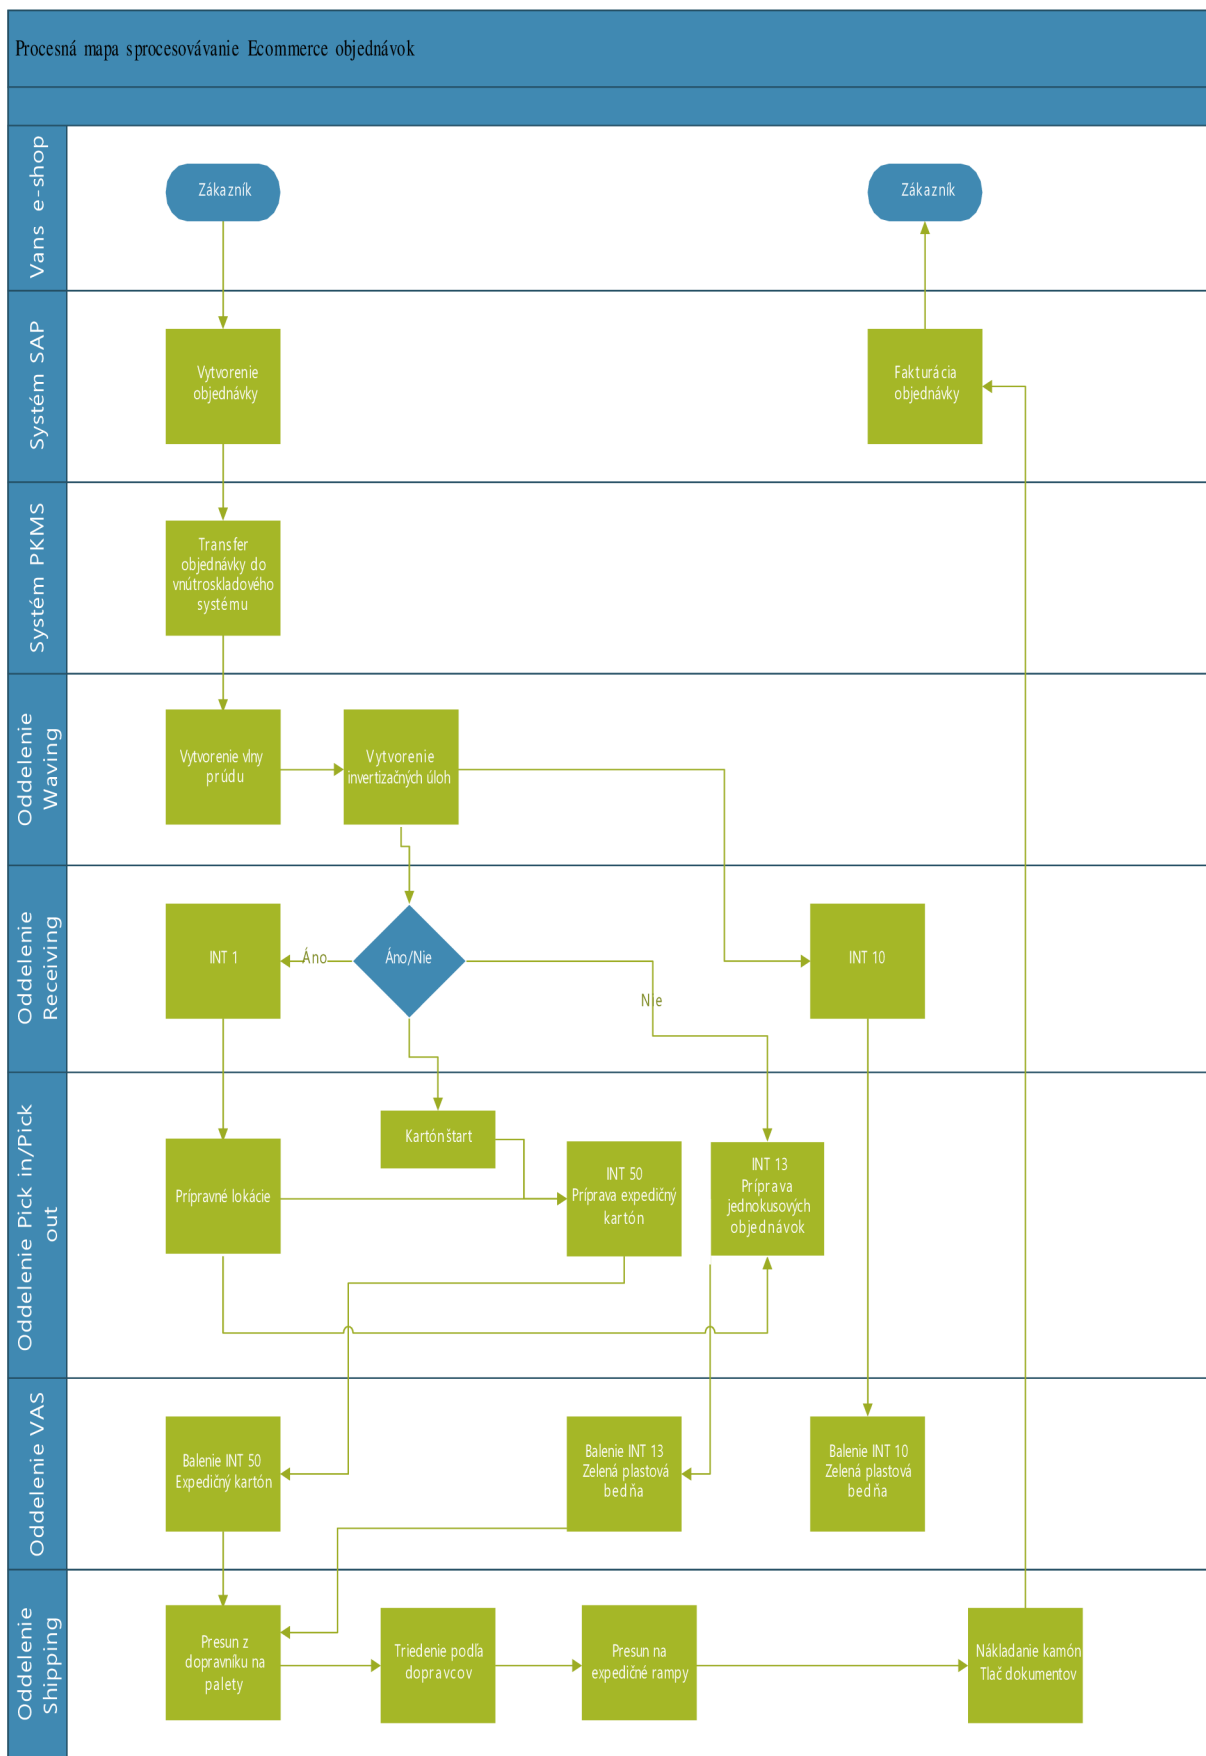 Procesná mapa sprocesovávanie Ecommerce objednávok
Vans e-shop
Zákazník
Zákazník
Systém SAP
Vytvorenie
objednávky
Fakturácia
objednávky
Systém PKMS
Transfer
objednávky do
vnútroskladového
systému
Oddelenie
Waving
Vytvorenie vlny
prúdu
Vytvorenie
invertizačných úloh
Oddelenie
Receiving
INT 1
Áno
Áno/Nie
Nie
INT 10
Oddelenie Pick in/Pick
out
Prípravné lokácie
Kartón štart
INT 50
Príprava expedičný
kartón
INT 13
Príprava
jednokusových
objednávok
Oddelenie VAS
Balenie INT 50
Expedičný kartón
Balenie INT 13
Zelená plastová
bedňa
Balenie INT 10
Zelená plastová
bedňa
Oddelenie
Shipping
Presun z
dopravníku na
palety
Triedenie podľa
dopravcov
Presun na
expedičné rampy
Nákladanie kamón
Tlač dokumentov